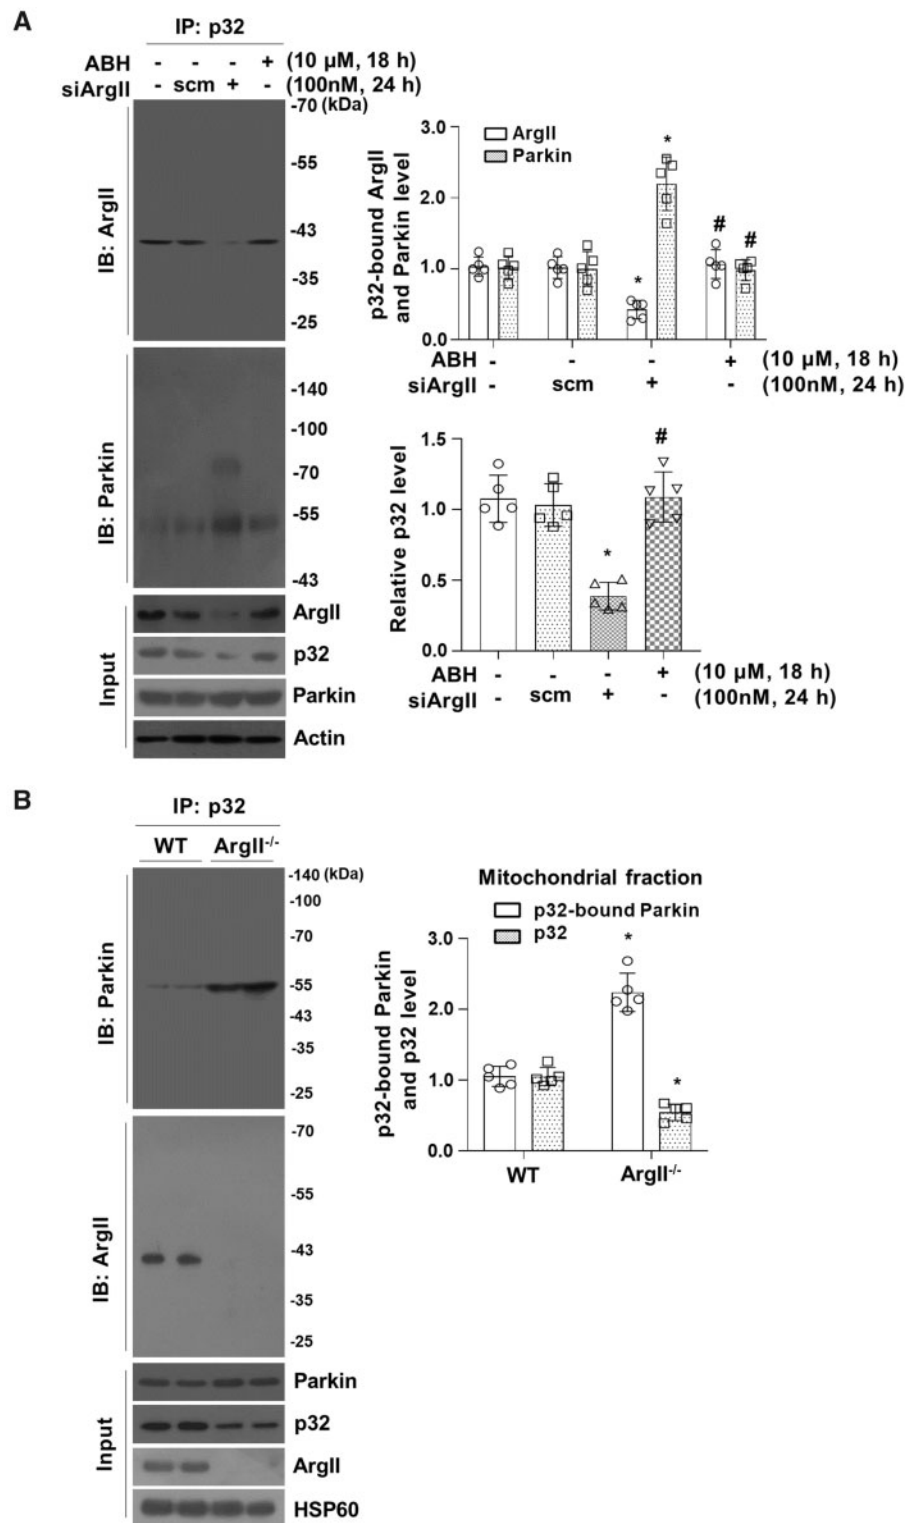 A
IP: p32
ABH - - - + (10 µM, 18 h)
siArgII - scm + - (100nM, 24 h)
IB: ArgII
-70 (kDa)
-55
-43
-35
-25
IB: Parkin
-140
-100
-70
-55
-43
Input
ArgII
p32
Parkin
Actin
p32-bound ArgII
and Parkin level
ArgII
Parkin
3.0
2.0
1.0
0.0
*
*
#
#
ABH - - - + (10 µM, 18 h)
siArgII - scm + - (100nM, 24 h)
Relative p32 level
1.5
1.0
0.5
0.0
*
#
ABH - - - + (10 µM, 18 h)
siArgII - scm + - (100nM, 24 h)
B
IP: p32
WT ArgII-/-
IB: Parkin
-140 (kDa)
-100
-70
-55
-43
-35
-25
IB: ArgII
-70
-55
-43
-35
-25
Input
Parkin
p32
ArgII
HSP60
Mitochondrial fraction
p32-bound Parkin
p32
p32-bound Parkin
and p32 level
3.0
2.0
1.0
0.0
*
*
WT ArgII-/-